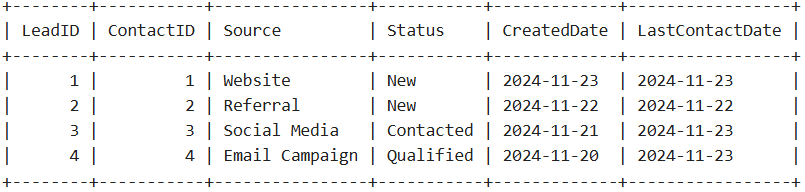 +--------+-----------+----------------+-----------+-------------+-----------------+
| LeadID | ContactID | Source         | Status    | CreatedDate | LastContactDate |
+--------+-----------+----------------+-----------+-------------+-----------------+
|      1 |         1 | Website        | New       | 2024-11-23  | 2024-11-23      |
|      2 |         2 | Referral       | New       | 2024-11-22  | 2024-11-22      |
|      3 |         3 | Social Media   | Contacted | 2024-11-21  | 2024-11-23      |
|      4 |         4 | Email Campaign | Qualified | 2024-11-20  | 2024-11-23      |
+--------+-----------+----------------+-----------+-------------+-----------------+